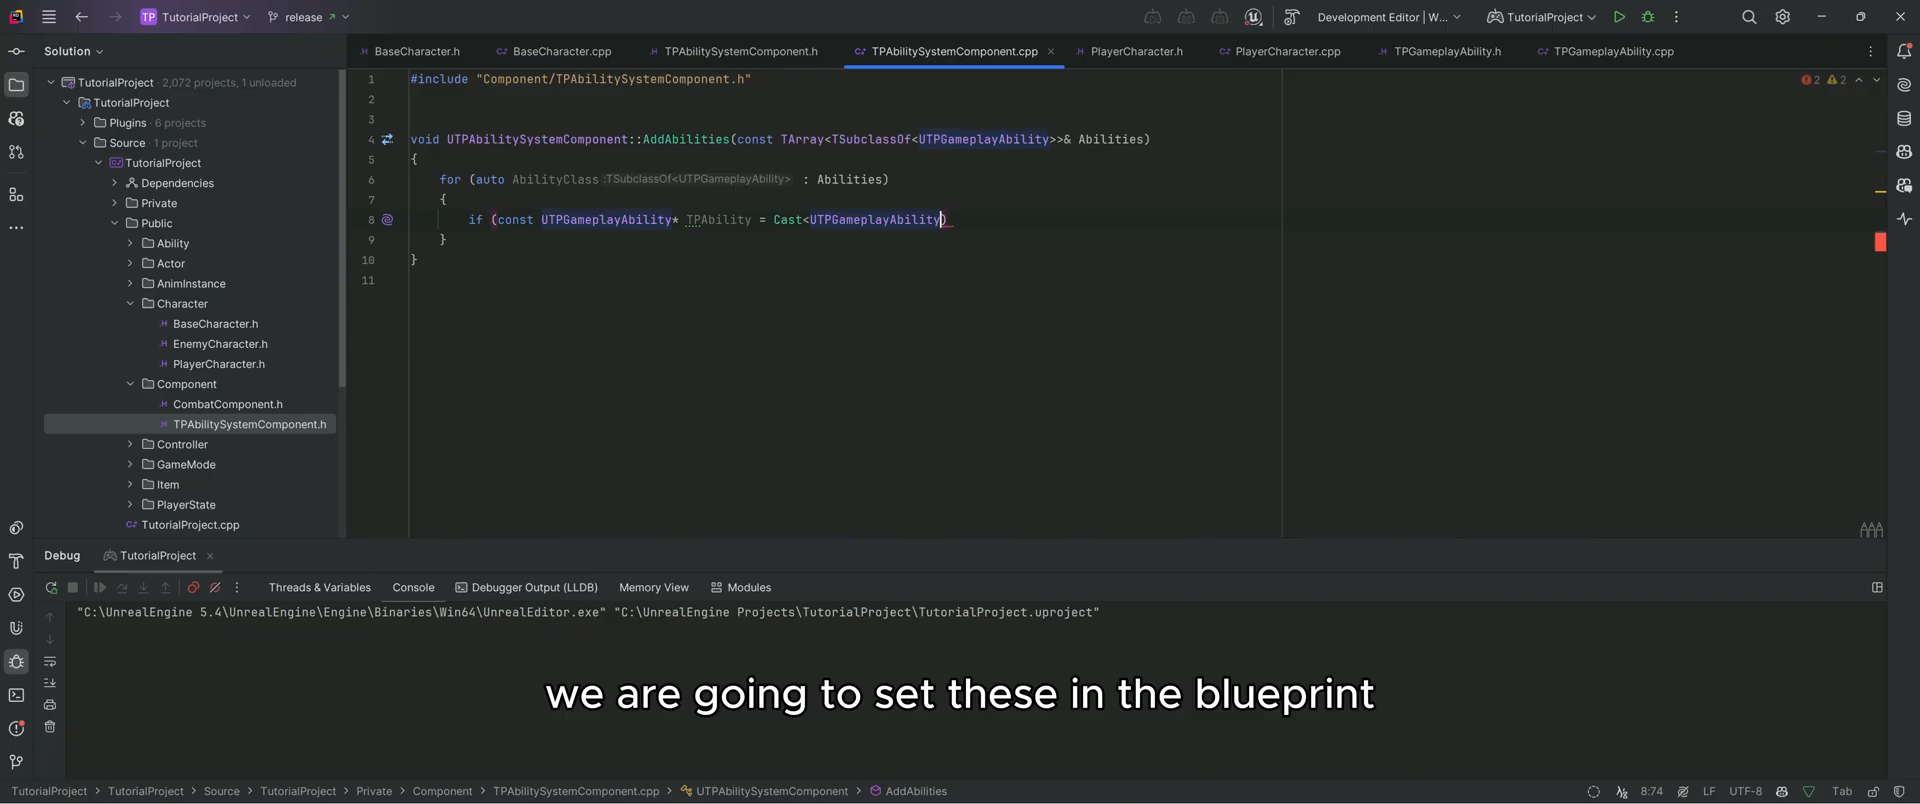 TP TutorialProject release Development Editor | W... TutorialProject
Solution
BaseCharacter.h BaseCharacter.cpp TPAbilitySystemComponent.h TPAbilitySystemComponent.cpp PlayerCharacter.h PlayerCharacter.cpp TPGameplayAbility.h TPGameplayAbility.cpp
TutorialProject · 2,072 projects, 1 unloaded
TutorialProject
Plugins · 6 projects
Source · 1 project
TutorialProject
Dependencies
Private
Public
Ability
Actor
AnimInstance
Character
BaseCharacter.h
EnemyCharacter.h
PlayerCharacter.h
Component
CombatComponent.h
TPAbilitySystemComponent.h
Controller
GameMode
Item
PlayerState
TutorialProject.cpp
2 2
1 #include "Component/TPAbilitySystemComponent.h"
2
3
4 void UTPAbilitySystemComponent::AddAbilities(const TArray<TSubclassOf<UTPGameplayAbility>>& Abilities)
5 {
6 for (auto AbilityClass :TSubclassOf<UTPGameplayAbility> : Abilities)
7 {
8 if (const UTPGameplayAbility* TPAbility = Cast<UTPGameplayAbility)
9 }
10 }
11
Debug TutorialProject
Threads & Variables Console Debugger Output (LLDB) Memory View Modules
"C:\UnrealEngine 5.4\UnrealEngine\Engine\Binaries\Win64\UnrealEditor.exe" "C:\UnrealEngine Projects\TutorialProject\TutorialProject.uproject"
we are going to set these in the blueprint
TutorialProject > TutorialProject > Source > TutorialProject > Private > Component > TPAbilitySystemComponent.cpp > UTPAbilitySystemComponent > AddAbilities 8:74 LF UTF-8 Tab